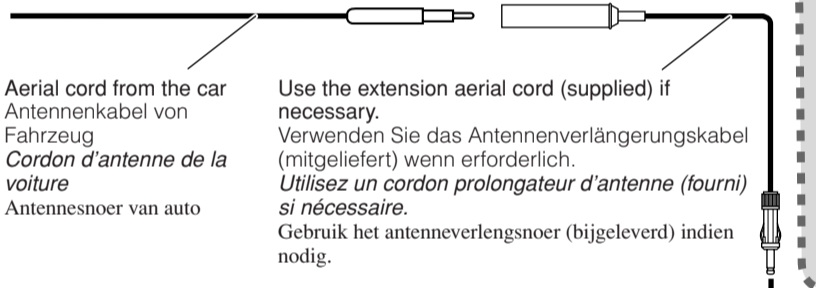 Aerial cord from the car
Antennenkabel von
Fahrzeug
Cordon d'antenne de la
voiture
Antennesnoer van auto
Use the extension aerial cord (supplied) if
necessary.
Verwenden Sie das Antennenverlängerungskabel
(mitgeliefert) wenn erforderlich.
Utilisez un cordon prolongateur d'antenne (fourni)
si nécessaire.
Gebruik het antenneverlengsnoer (bijgeleverd) indien
nodig.